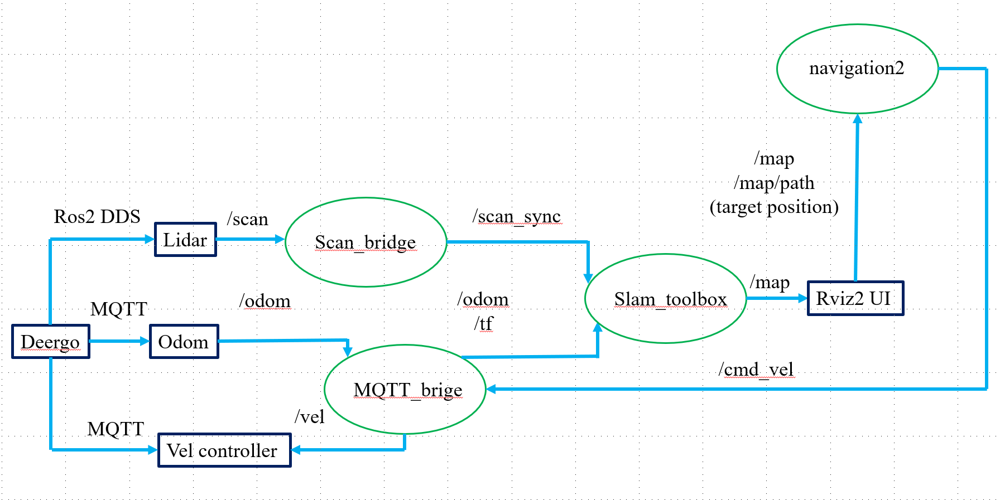 navigation2
/map
/map/path
(target position)
Ros2 DDS
/scan
Lidar
Scan_bridge
/scan_sync
MQTT
/odom
/odom
/tf
Slam_toolbox
/map
Rviz2 UI
Deergo
Odom
MQTT_brige
/cmd_vel
MQTT
/vel
Vel controller